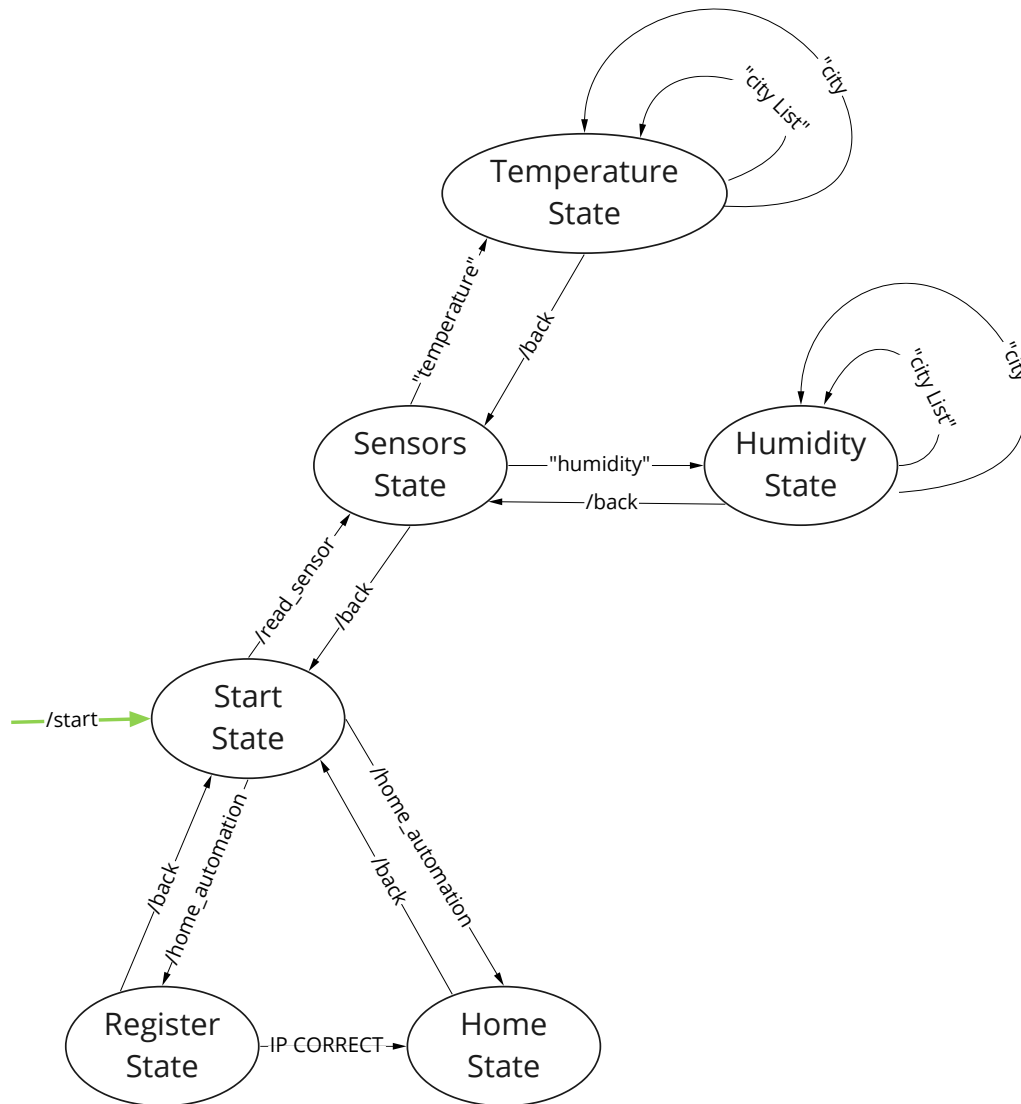 "city
"city List"
Temperature
State
"temperature"
/back
"city
"city List"
Sensors
State
"humidity"
Humidity
State
/back
/read_sensor
/back
Start
State
/start
/home_automation
/back
/home_automation
/back
Register
State
IP CORRECT
Home
State